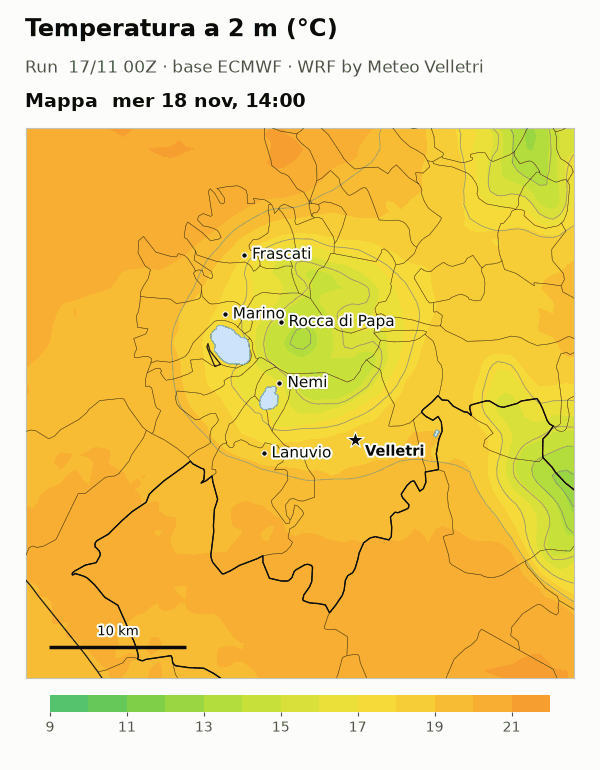 Temperatura a 2 m (°C)
Run  17/11 00Z · base ECMWF · WRF by Meteo Velletri
Mappa  mer 18 nov, 14:00
Frascati
Marino
Rocca di Papa
Nemi
Velletri
Lanuvio
10 km
9 11 13 15 17 19 21